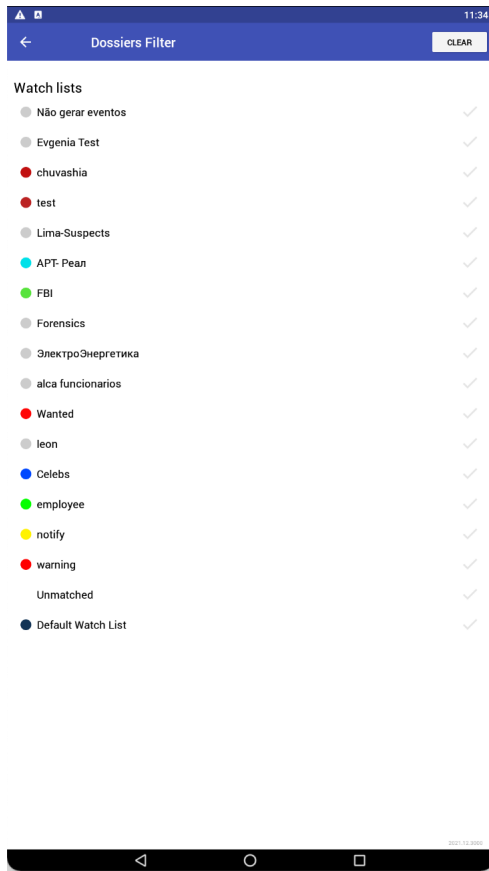 11:34
Dossiers Filter
CLEAR
Watch lists
Não gerar eventos
Evgenia Test
chuvashia
test
Lima-Suspects
АРТ- Реал
FBI
Forensics
ЭлектроЭнергетика
alca funcionarios
Wanted
leon
Celebs
employee
notify
warning
Unmatched
Default Watch List